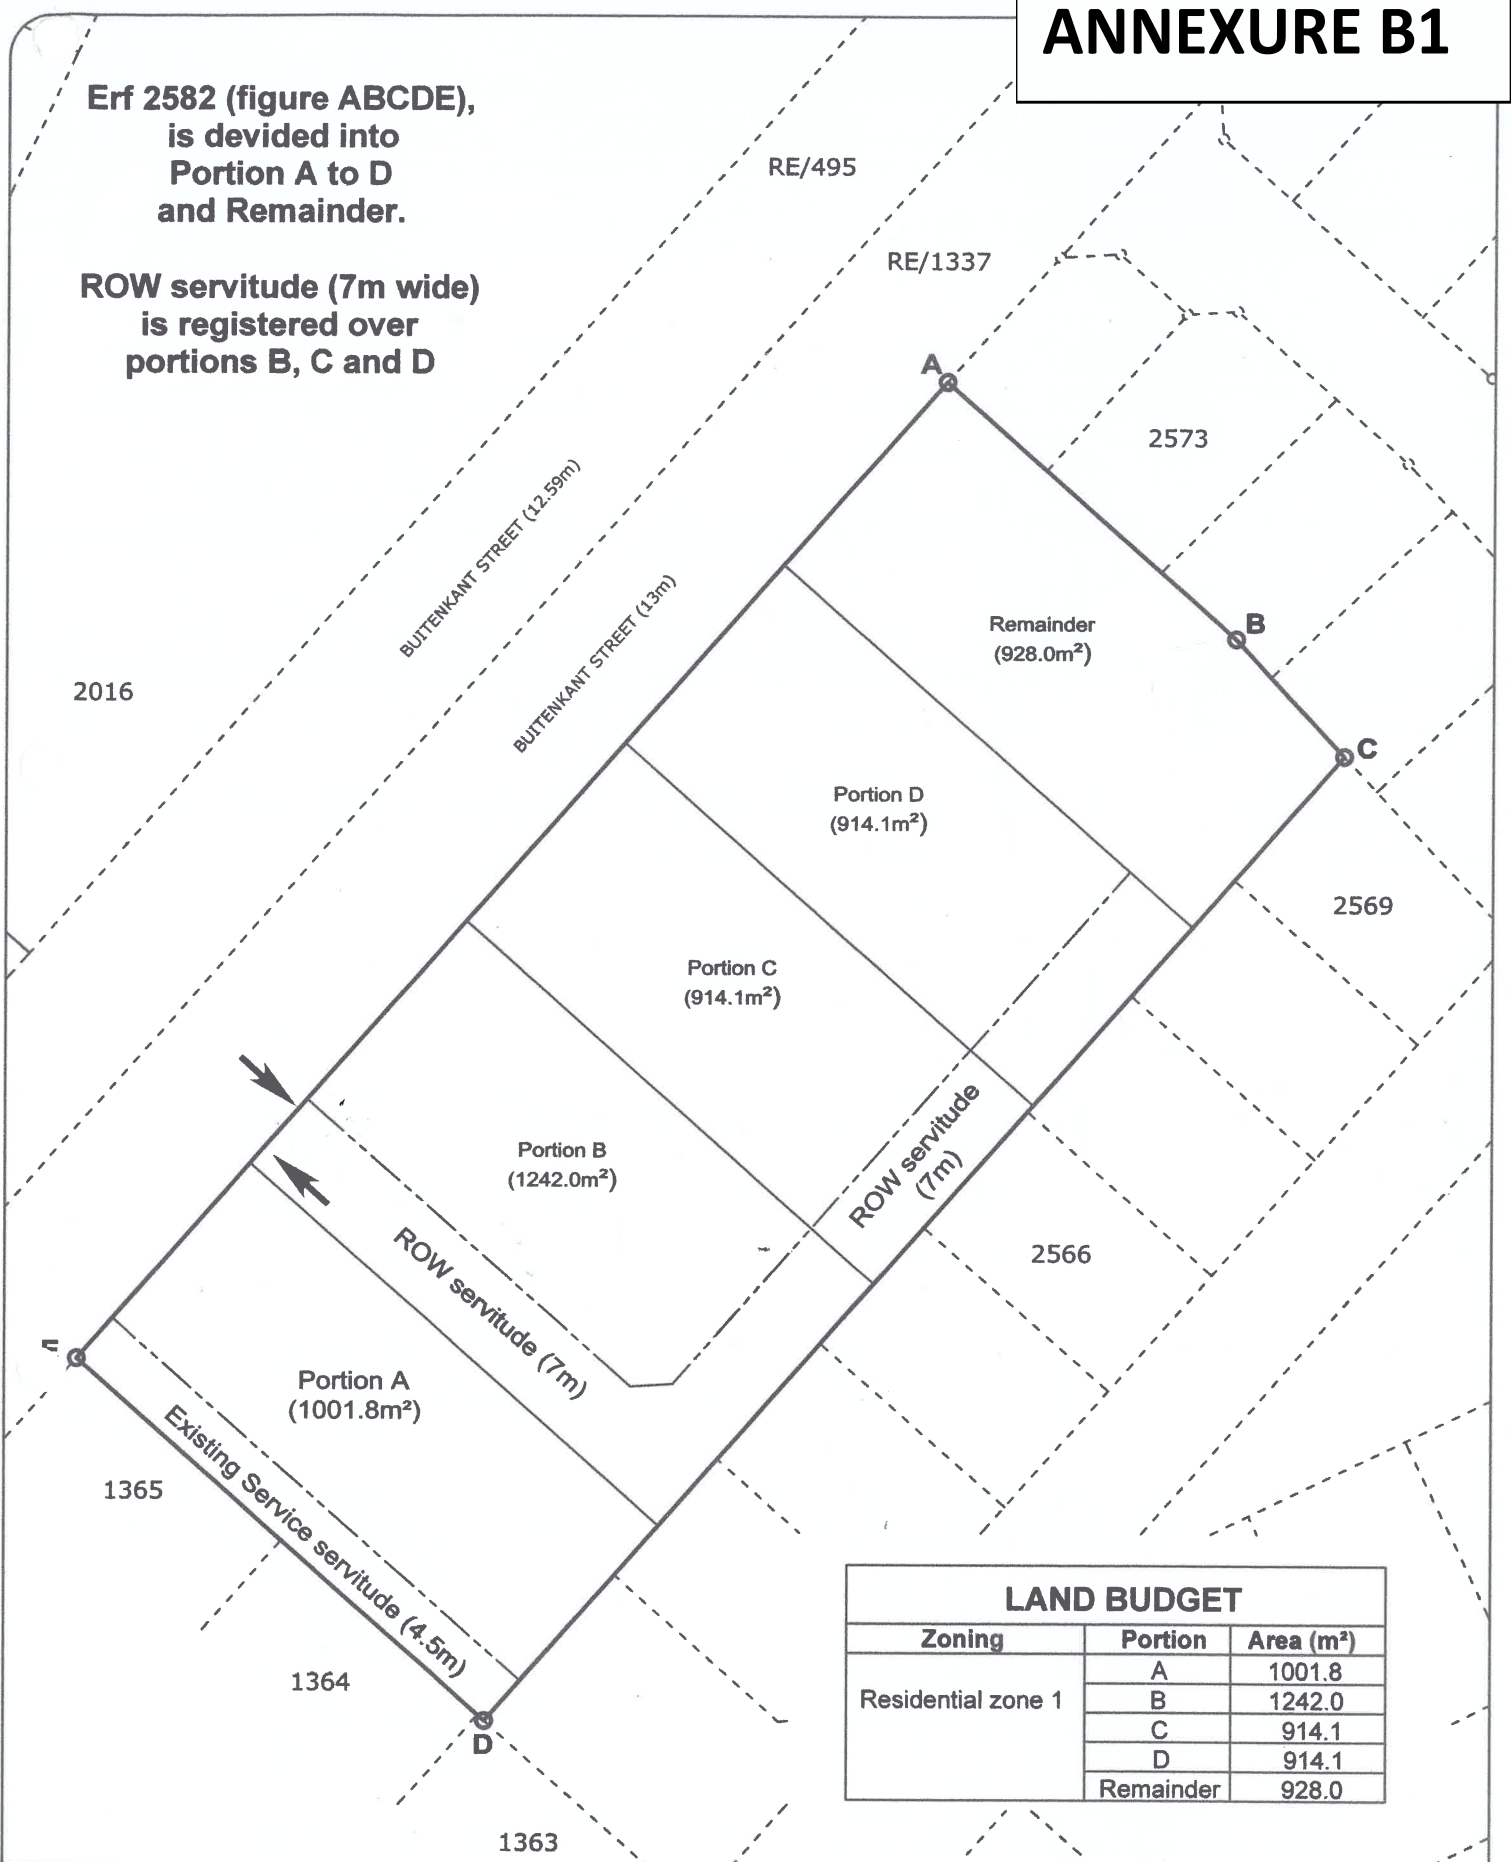 ANNEXURE B1
Erf 2582 (figure ABCDE),
is devided into
Portion A to D
and Remainder.
ROW servitude (7m wide)
is registered over
portions B, C and D
RE/495
RE/1337
A
2573
BUITENKANT STREET (12.59m)
BUITENKANT STREET (13m)
Remainder
(928.0m²)
B
2016
C
Portion D
(914.1m²)
2569
Portion C
(914.1m²)
ROW servitude
(7m)
Portion B
(1242.0m²)
2566
ROW servitude (7m)
Portion A
(1001.8m²)
Existing Service servitude (4.5m)
1365
1364
D
1363
LAND BUDGET
Zoning Portion Area (m²)
A 1001.8
Residential zone 1 B 1242.0
C 914.1
D 914.1
Remainder 928.0